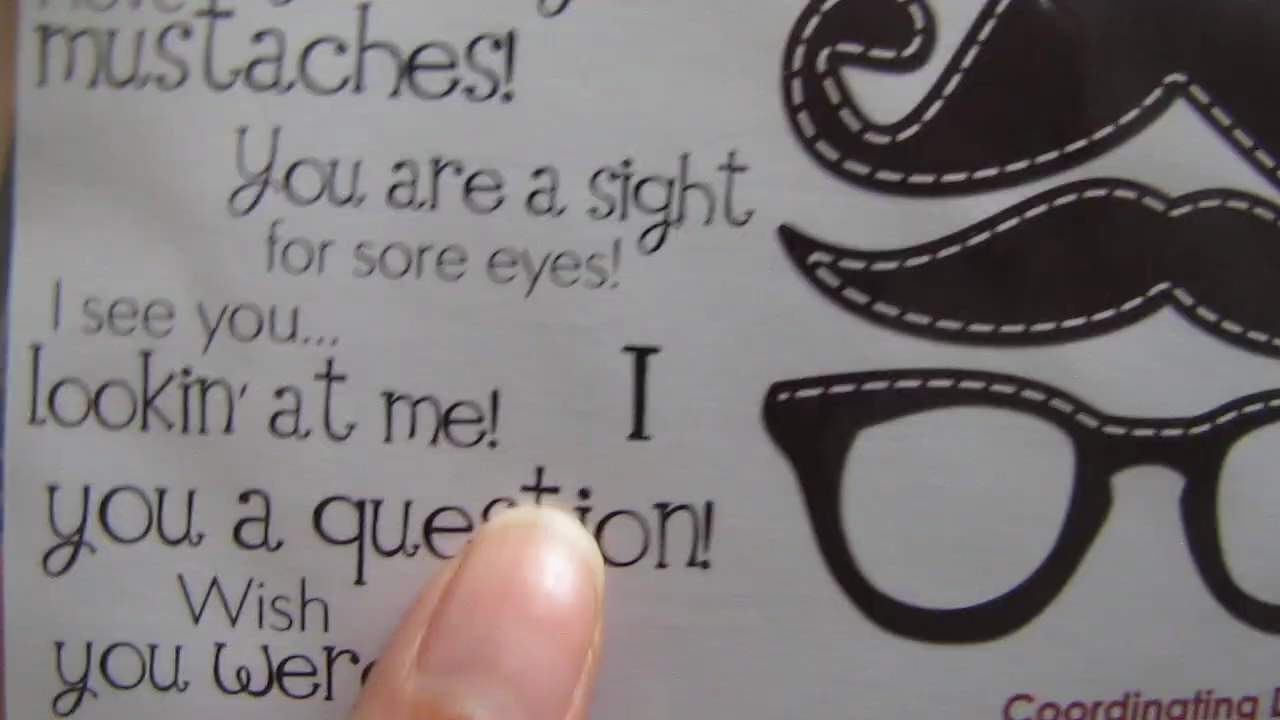 mustaches!
You are a sight
for sore eyes!
I see you...
lookin' at me!
I
you a question!
Wish
you were
Coordinating